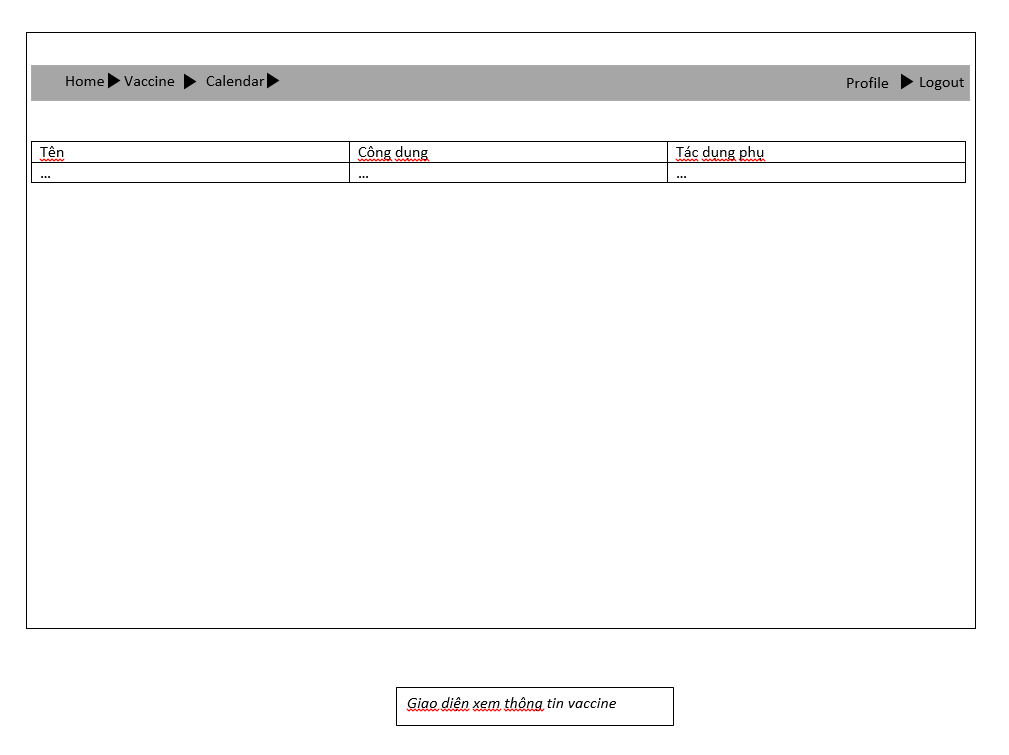 Home Vaccine Calendar Profile Logout
Tên Công dụng Tác dụng phụ
... ... ...
Giao diện xem thông tin vaccine